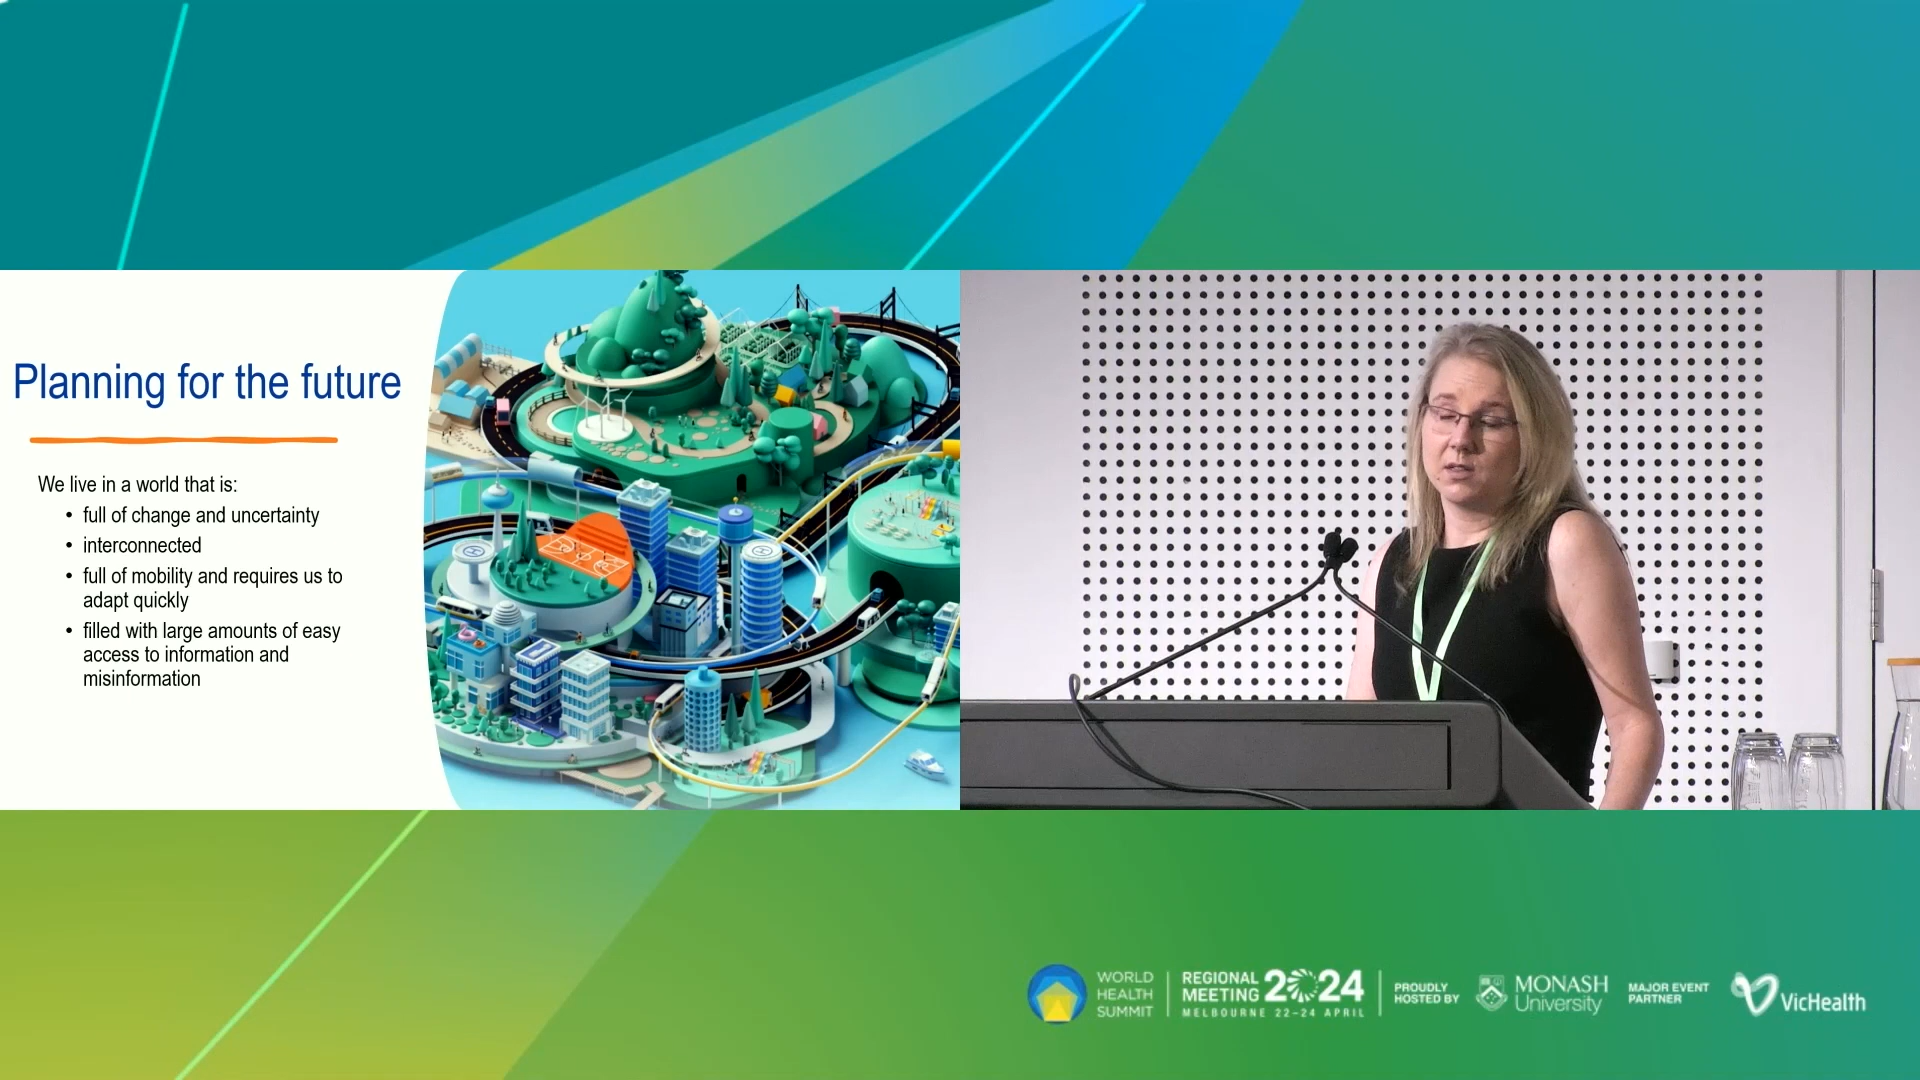 Planning for the future
We live in a world that is:
• full of change and uncertainty
• interconnected
• full of mobility and requires us to
adapt quickly
• filled with large amounts of easy
access to information and
misinformation
WORLD
HEALTH
SUMMIT
REGIONAL
MEETING 2024
MELBOURNE 22–24 APRIL
PROUDLY
HOSTED BY
MONASH
University
MAJOR EVENT
PARTNER
VicHealth